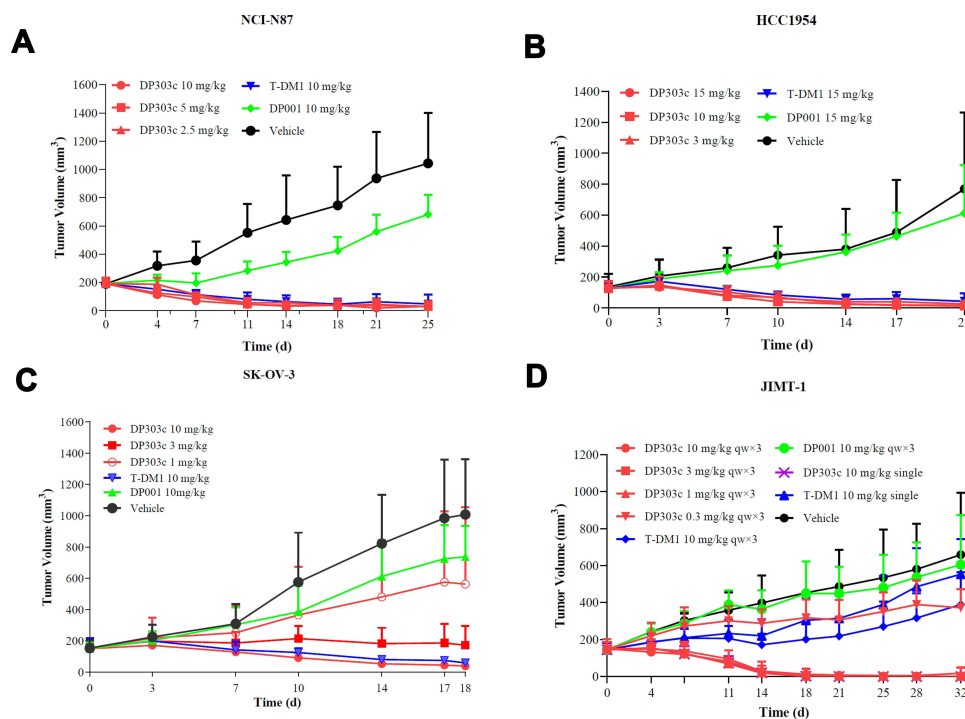 A
NCI-N87
DP303c 10 mg/kg
DP303c 5 mg/kg
DP303c 2.5 mg/kg
T-DM1 10 mg/kg
DP001 10 mg/kg
Vehicle
Tumor Volume (mm³)
1600
1400
1200
1000
800
600
400
200
0
0 4 7 11 14 18 21 25
Time (d)
B
HCC1954
DP303c 15 mg/kg
DP303c 10 mg/kg
DP303c 3 mg/kg
T-DM1 15 mg/kg
DP001 15 mg/kg
Vehicle
Tumor Volume (mm³)
1600
1400
1200
1000
800
600
400
200
0
0 3 7 10 14 17
Time (d)
C
SK-OV-3
DP303c 10 mg/kg
DP303c 3 mg/kg
DP303c 1 mg/kg
T-DM1 10 mg/kg
DP001 10mg/kg
Vehicle
Tumor Volume (mm³)
1600
1400
1200
1000
800
600
400
200
0
0 3 7 10 14 17 18
Time (d)
D
JIMT-1
DP303c 10 mg/kg qw×3
DP303c 3 mg/kg qw×3
DP303c 1 mg/kg qw×3
DP303c 0.3 mg/kg qw×3
T-DM1 10 mg/kg qw×3
DP001 10 mg/kg qw×3
DP303c 10 mg/kg single
T-DM1 10 mg/kg single
Vehicle
Tumor Volume (mm³)
1200
1000
800
600
400
200
0
0 4 11 14 18 21 25 28 32
Time (d)